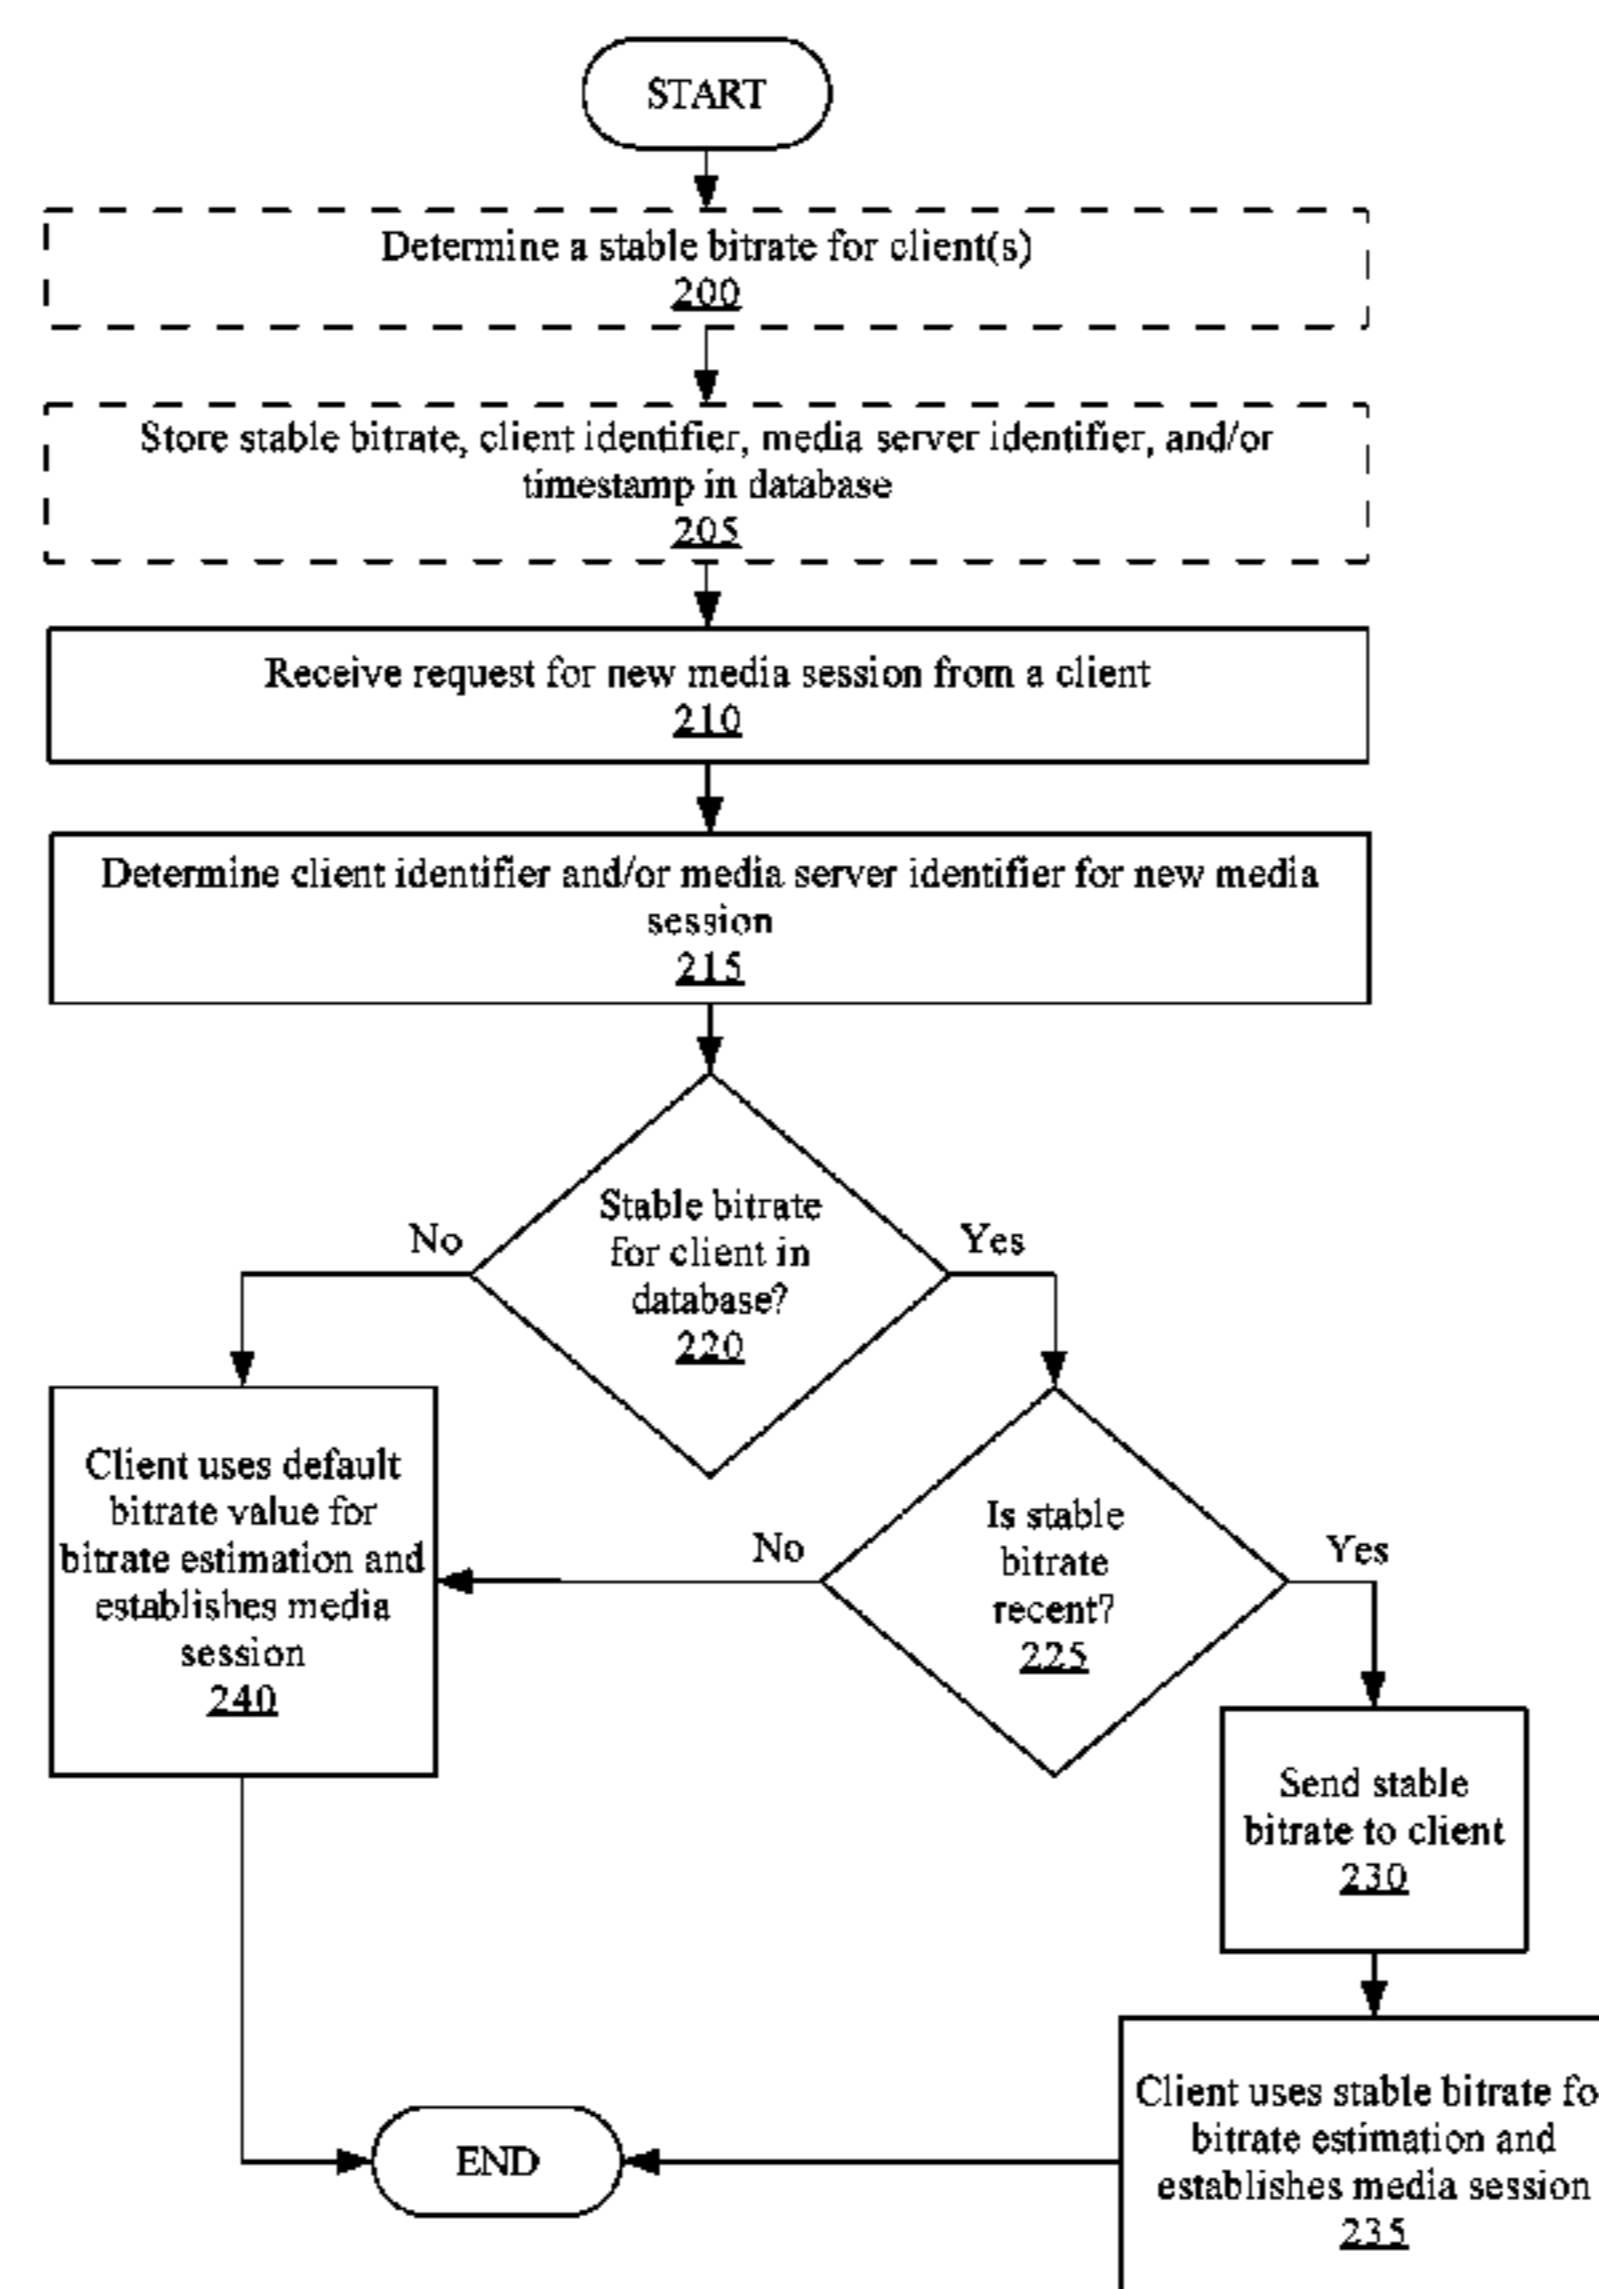 START
Determine a stable bitrate for client(s)
200
Store stable bitrate, client identifier, media server identifier, and/or
timestamp in database
205
Receive request for new media session from a client
210
Determine client identifier and/or media server identifier for new media
session
215
Stable bitrate
for client in
database?
220
No
Yes
Client uses default
bitrate value for
bitrate estimation and
establishes media
session
240
Is stable
bitrate
recent?
225
No
Yes
Send stable
bitrate to client
230
Client uses stable bitrate fo
bitrate estimation and
establishes media session
235
END